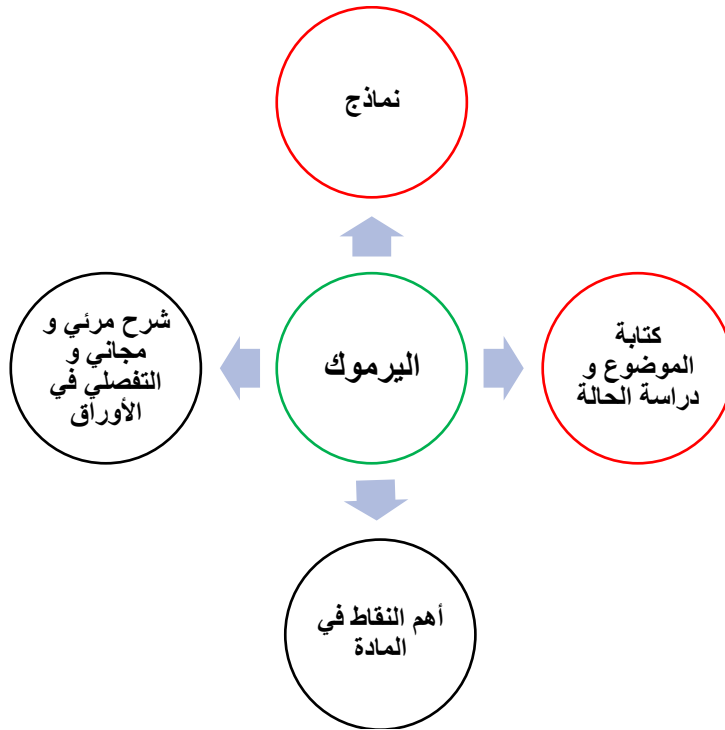 نماذج
كتابة
الموضوع و
دراسة الحالة
اليرموك
شرح مرئي و
مجاني و
التفصلي في
الأوراق
أهم النقاط في
المادة